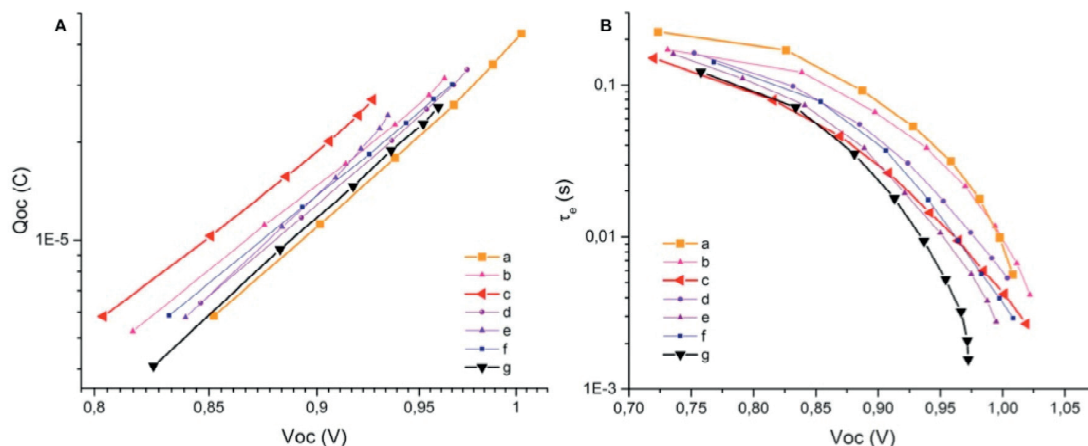 A
B
Qoc (C)
1E-5
a
b
c
d
e
f
g
0,8
0,85
0,9
0,95
1
Voc (V)
τe (s)
0,1
0,01
1E-3
a
b
c
d
e
f
g
0,70
0,75
0,80
0,85
0,90
0,95
1,00
1,05
Voc (V)